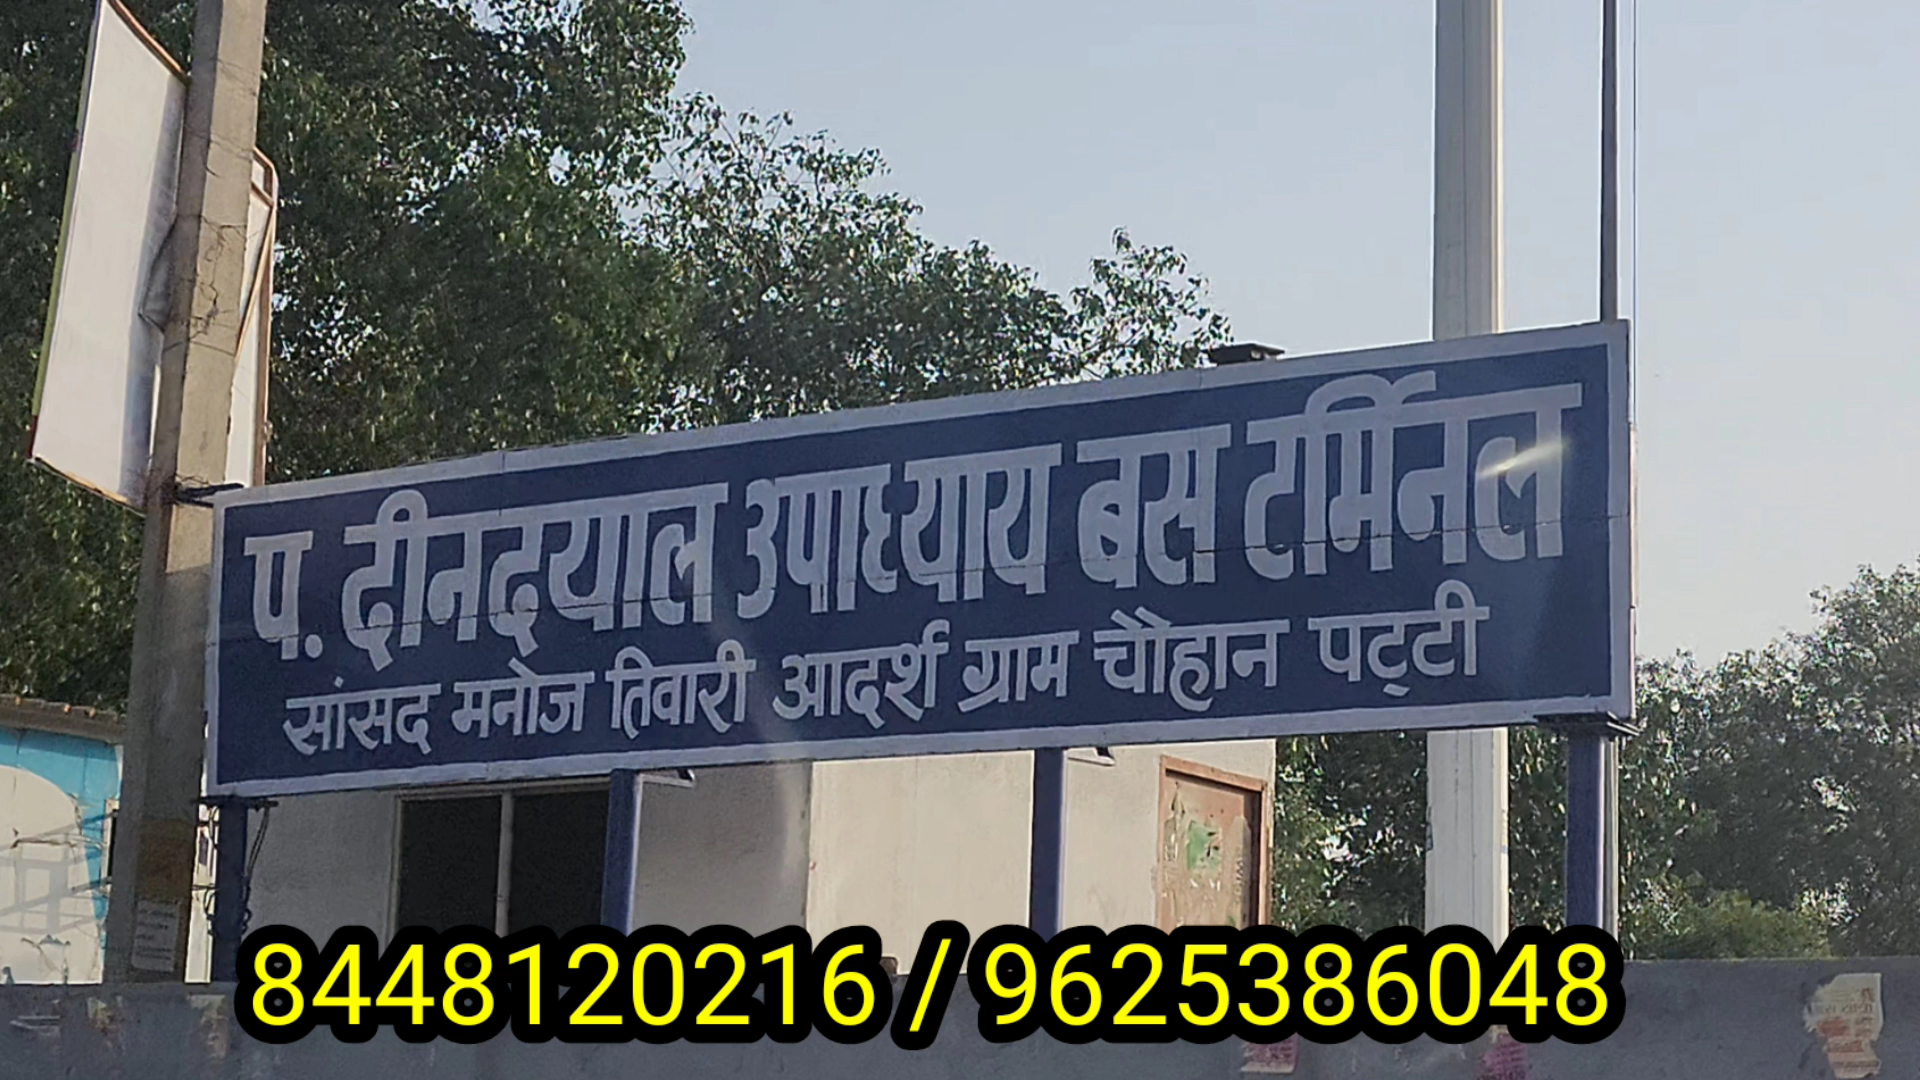 प. दीनदयाल उपाध्याय बस टर्मिनल
सांसद मनोज तिवारी आदर्श ग्राम चौहान पट्टी
8448120216 / 9625386048